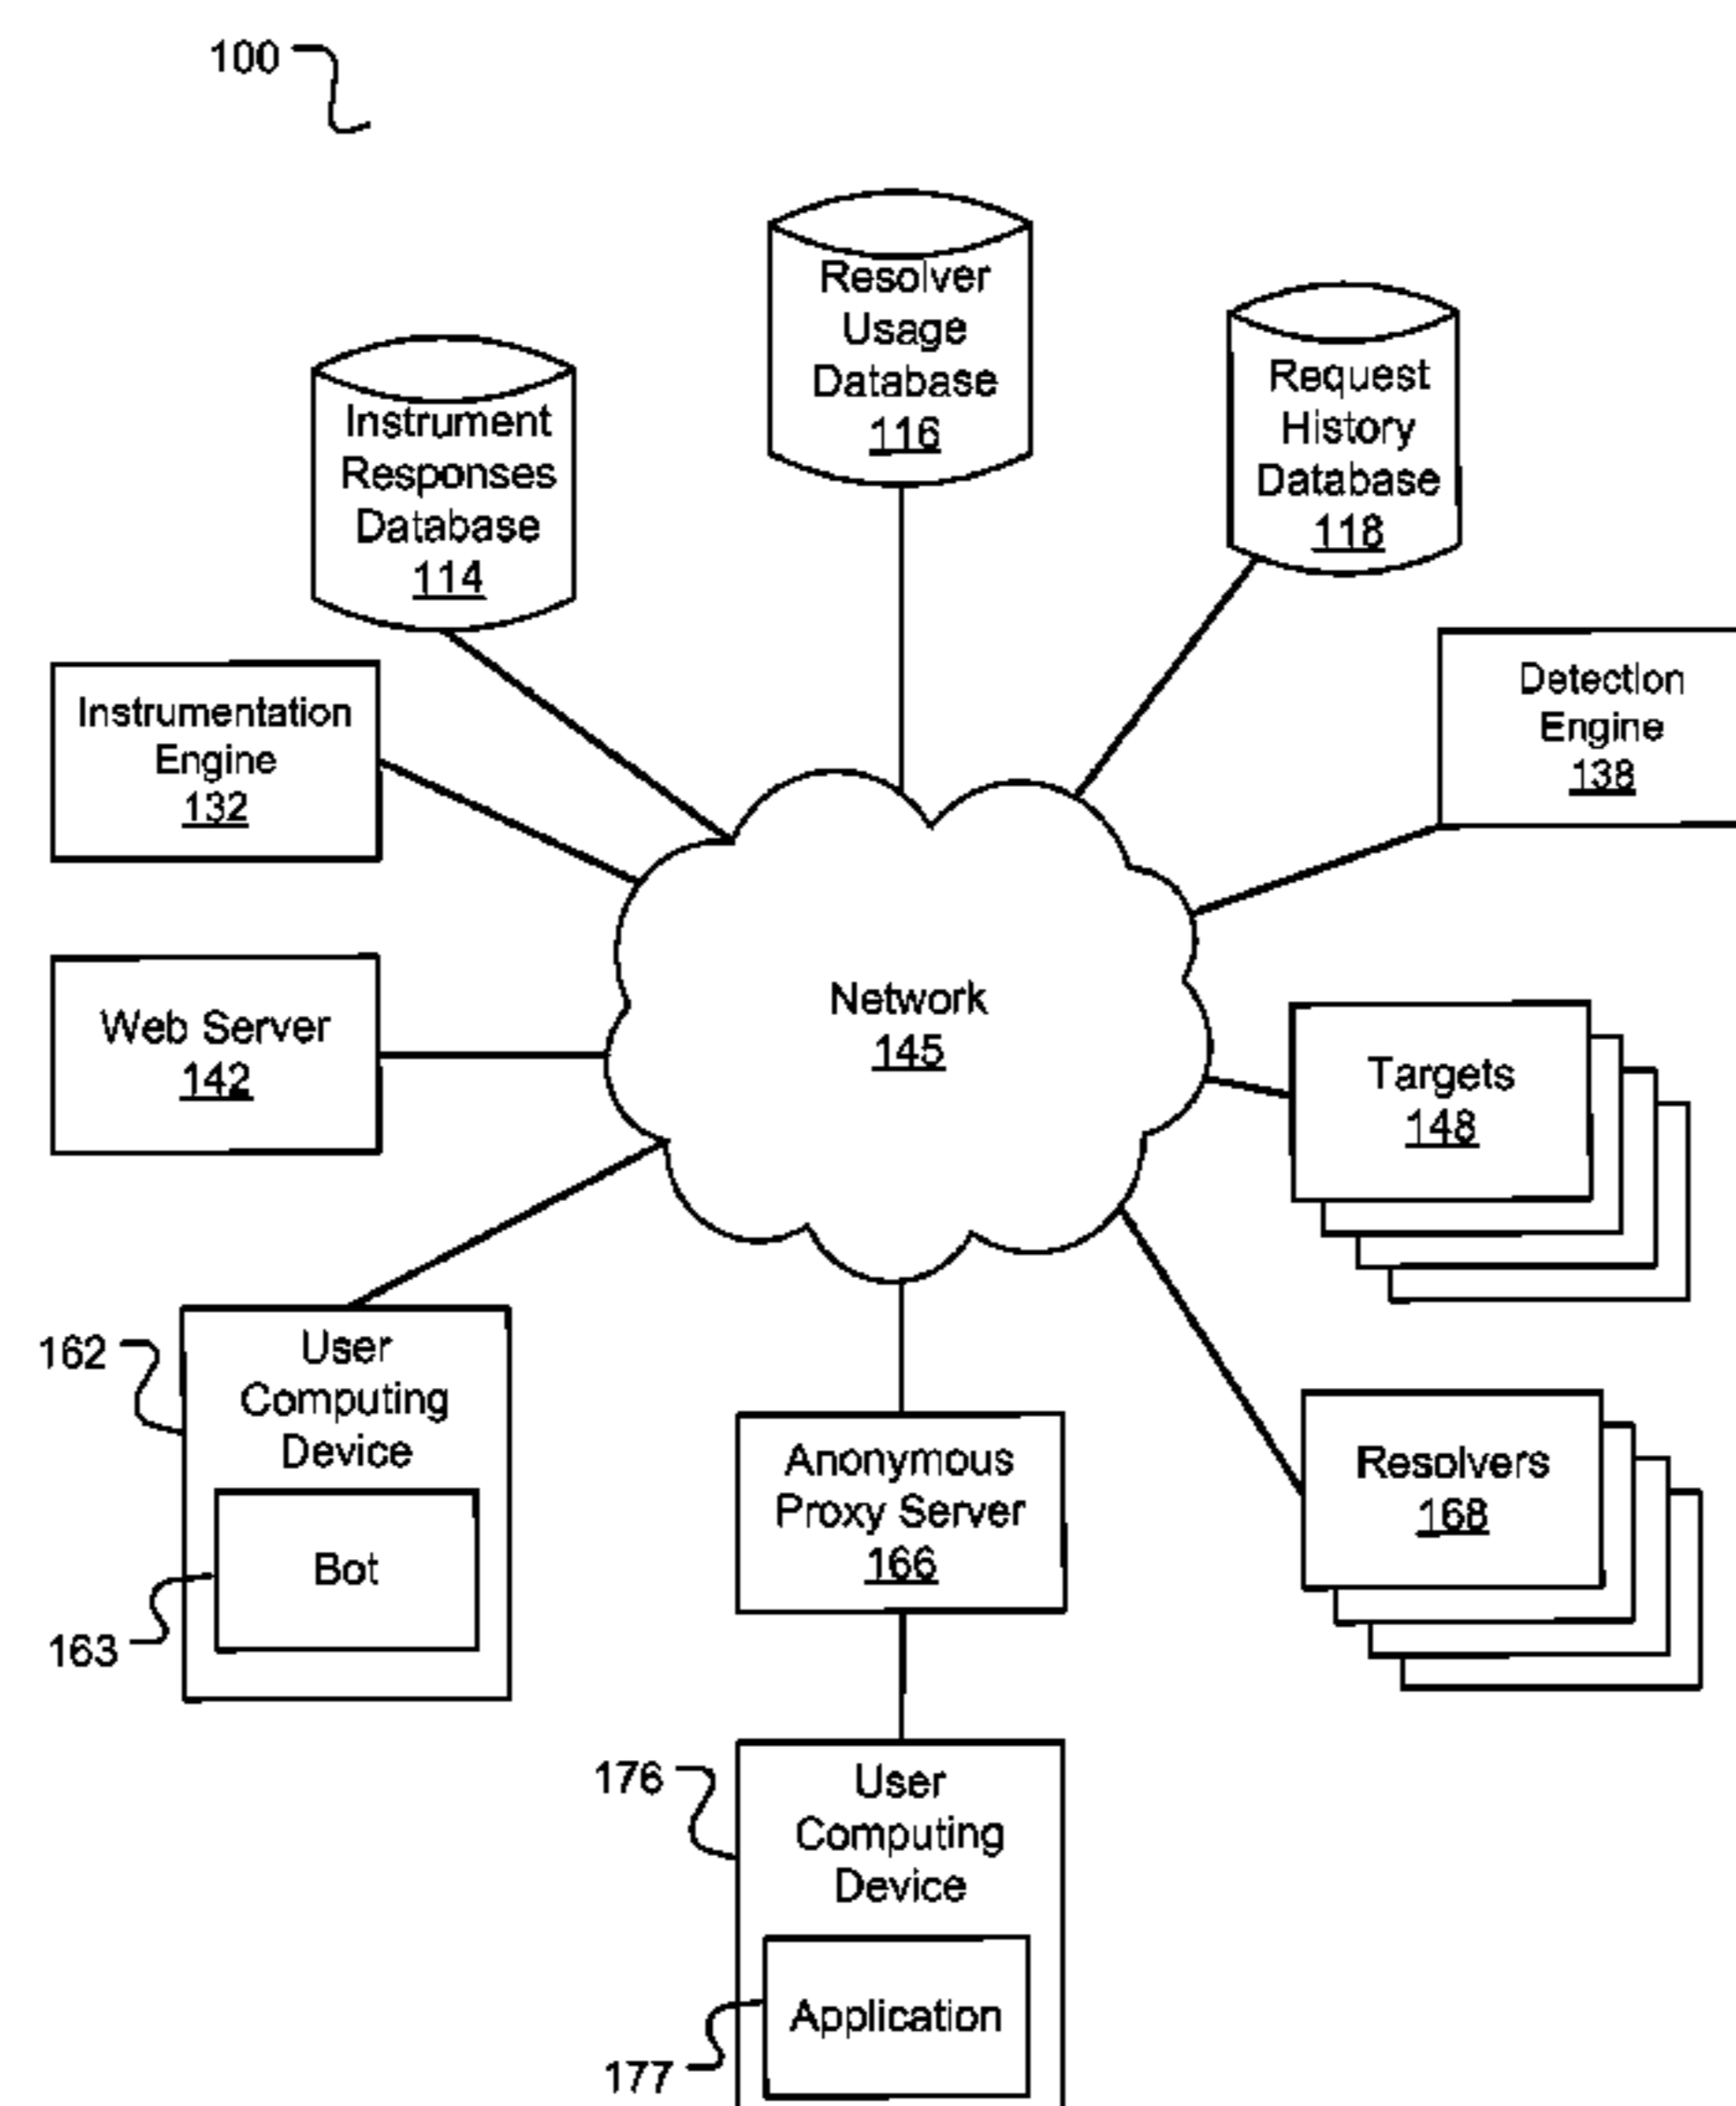 100
Resolver
Usage
Database
116
Request
History
Database
118
Instrument
Responses
Database
114
Instrumentation
Engine
132
Detection
Engine
138
Web Server
142
Network
145
Targets
148
162
User
Computing
Device
Bot
163
Anonymous
Proxy Server
166
Resolvers
168
176
User
Computing
Device
Application
177